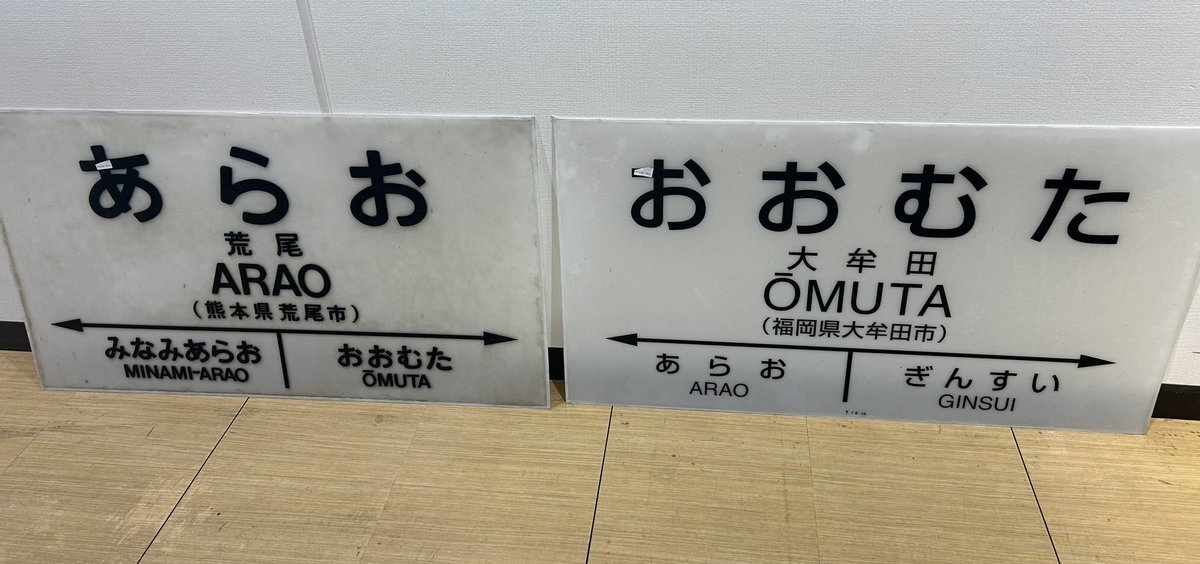 あらお
荒尾
ARAO
(熊本県荒尾市)
みなみあらお おおむた
MINAMI-ARAO ŌMUTA
おおむた
大牟田
ŌMUTA
(福岡県大牟田市)
あらお ぎんすい
ARAO GINSUI